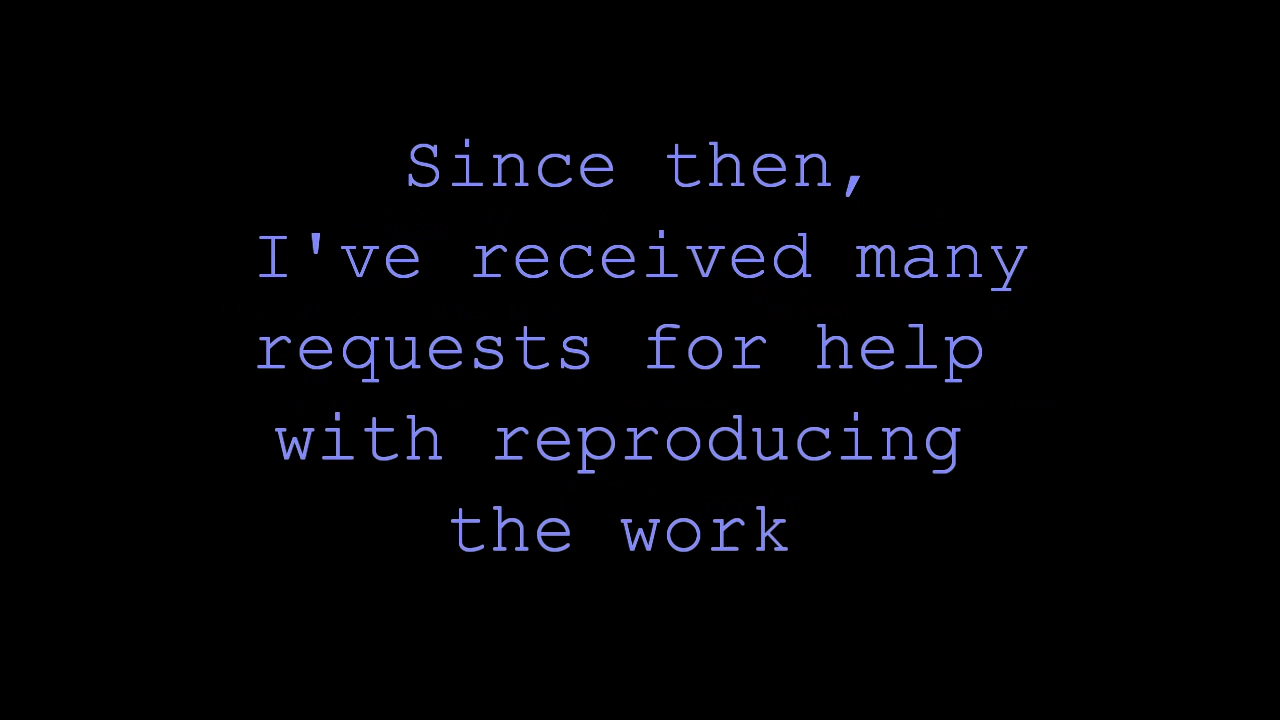 Since then,
I've received many
requests for help
with reproducing
the work